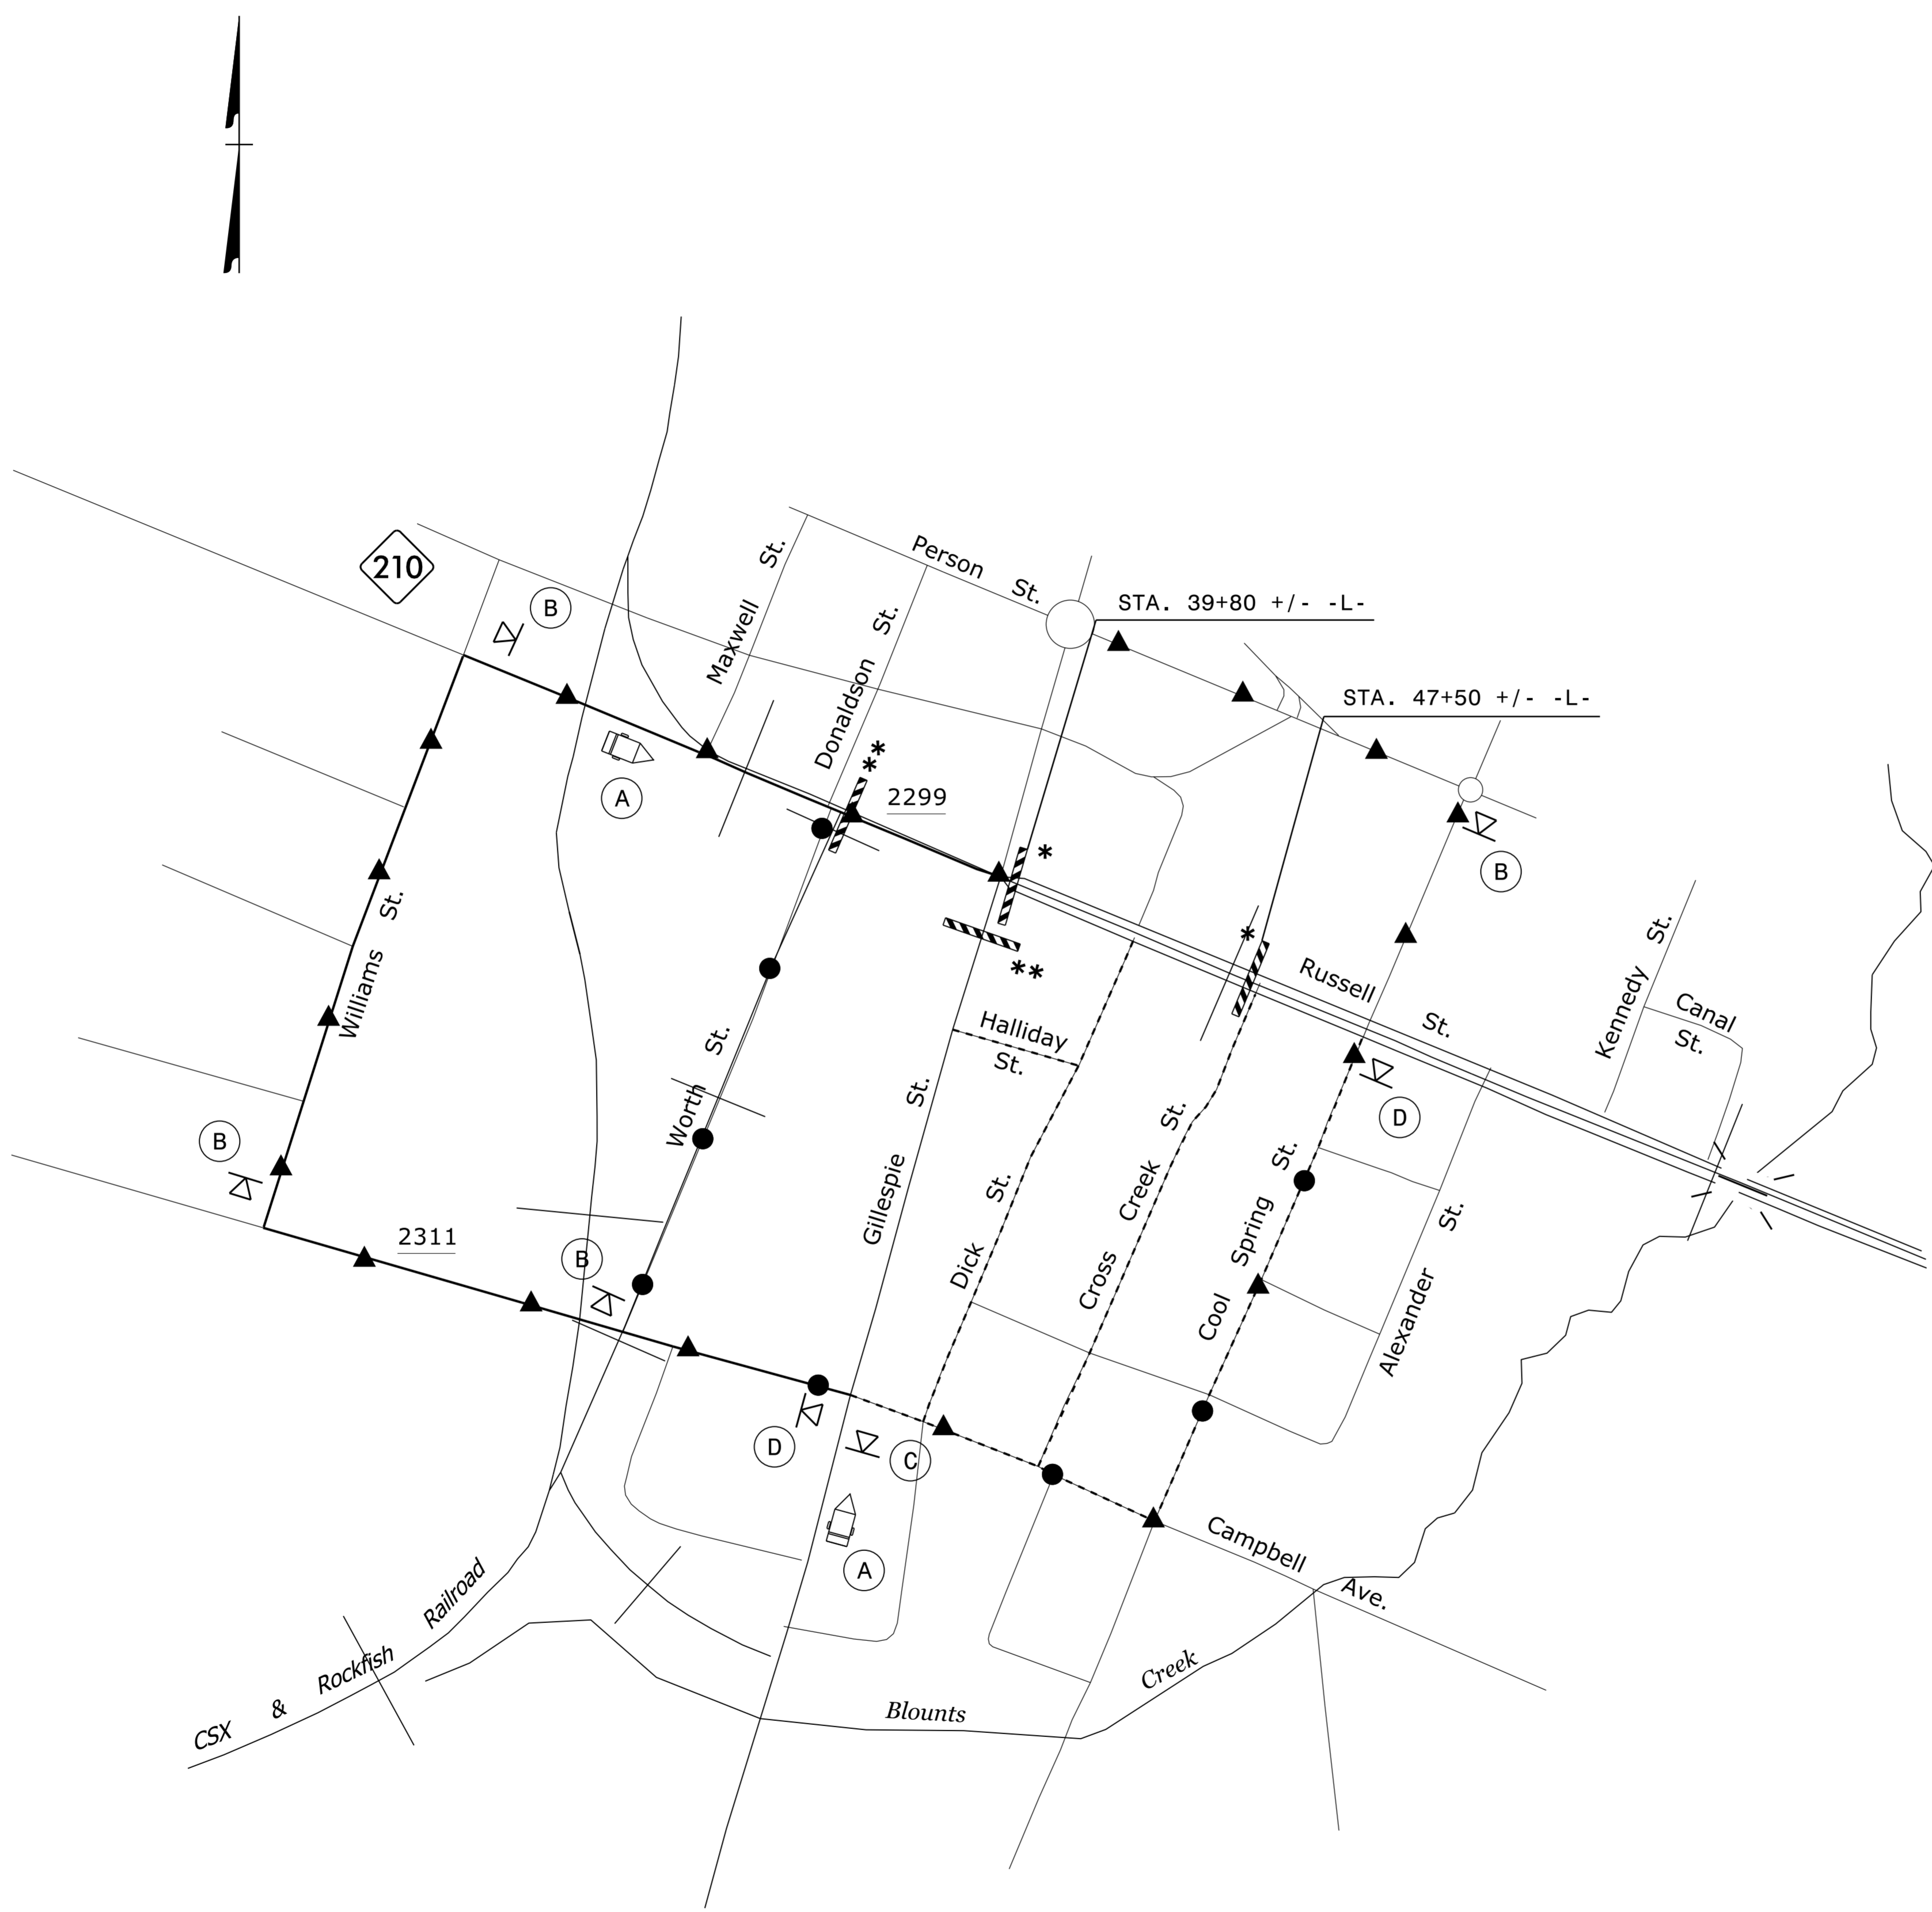 210
B
Maxwell St.
Person St.
STA. 39+80 +/- -L-
Donaldson St.
STA. 47+50 +/- -L-
A
*
*
2299
*
B
Williams St.
*
**
Russell St.
Kennedy St.
Canal
St.
Halliday
St.
D
B
Worth St.
Gillespie St.
Dick St.
Cross Creek St.
Cool Spring St.
Alexander St.
2311
B
D
C
A
Campbell Ave.
CSX & Rockfish Railroad
Blounts Creek